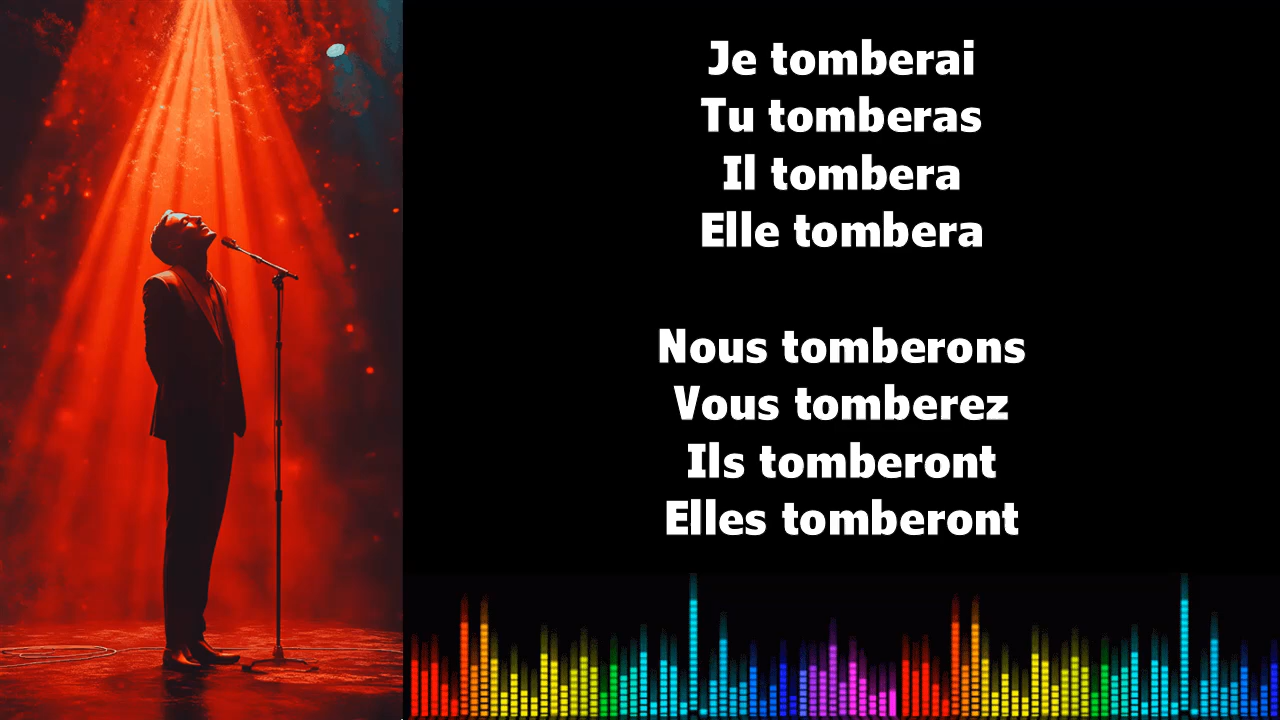 Je tomberai
Tu tomberas
Il tombera
Elle tombera
Nous tomberons
Vous tomberez
Ils tomberont
Elles tomberont